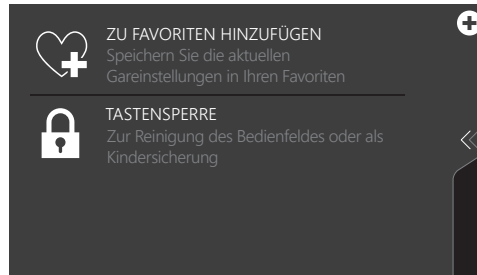 ZU FAVORITEN HINZUFÜGEN
Speichern Sie die aktuellen
Gareinstellungen in Ihren Favoriten
TASTENSPERRE
Zur Reinigung des Bedienfeldes oder als
Kindersicherung